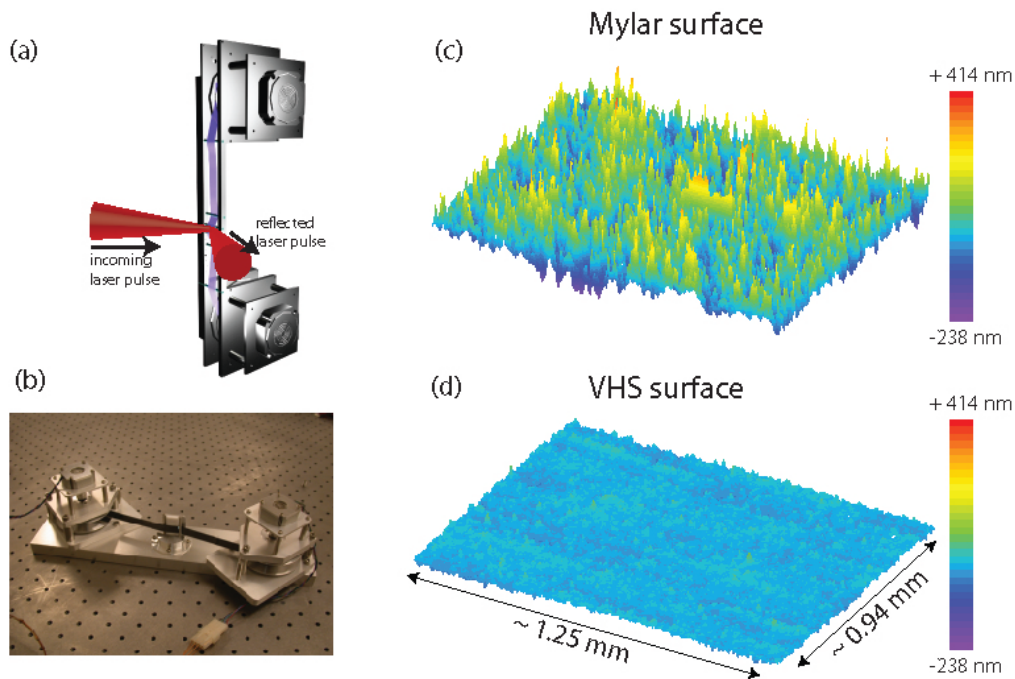 (a)
incoming
laser pulse
reflected
laser pulse
(b)
(c)
Mylar surface
+ 414 nm
-238 nm
(d)
VHS surface
+ 414 nm
-238 nm
~ 1.25 mm
~ 0.94 mm